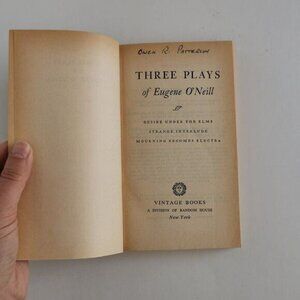 Owen R. Patterson
THREE PLAYS
of Eugene O'Neill
DESIRE UNDER THE ELMS
STRANGE INTERLUDE
MOURNING BECOMES ELECTRA
VINTAGE BOOKS
A DIVISION OF RANDOM HOUSE
New York